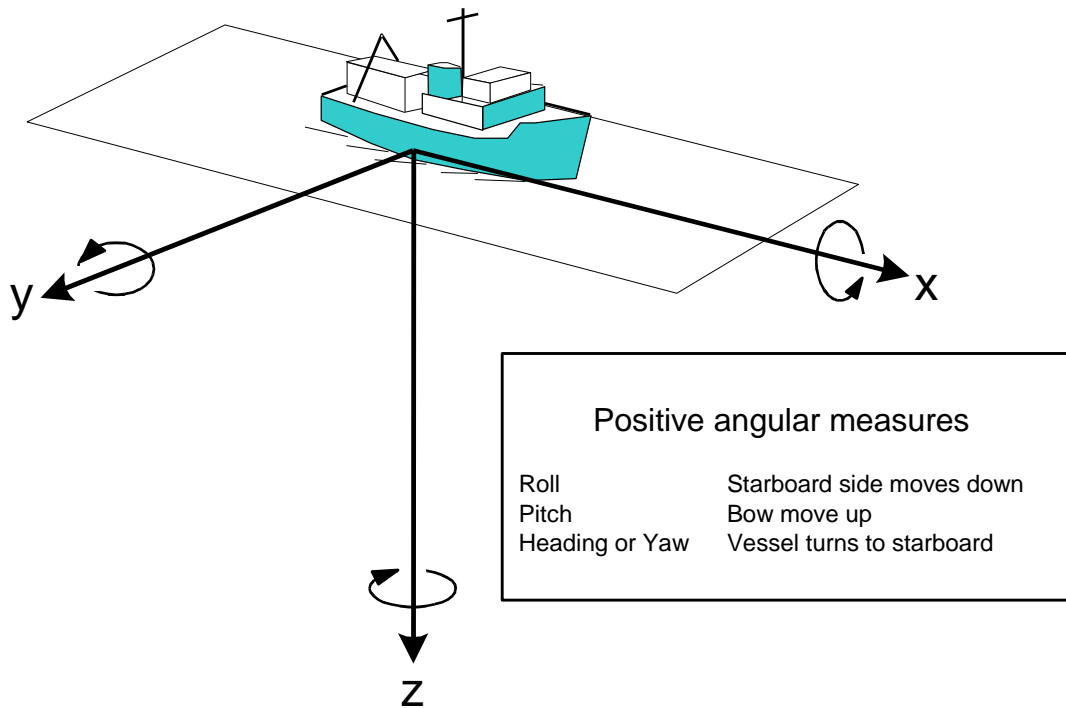 y
x
Positive angular measures
Roll Starboard side moves down
Pitch Bow move up
Heading or Yaw Vessel turns to starboard
z